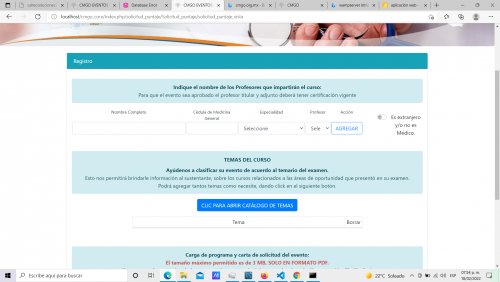 CMGO EVENTOS
Database Error
CMGO EVENTOS
cmgo.org.mx
CMGO
aplicacion web
localhost/cmgo/index.php/solicitud_puntaje/Solicitud_puntaje/solicitud_puntaje_vista
Registro
Indique el nombre de los Profesores que impartirán el curso:
Para que el evento sea aprobado el profesor titular y adjunto deberá tener certificación vigente
Nombre Completo Cédula de Medicina General Especialidad Profesor Acción
Es extranjero y/o no es Medico.
Seleccione Sele AGREGAR
TEMAS DEL CURSO
Ayúdenos a clasificar su evento de acuerdo al temario del examen.
Esto nos permitirá brindarle información al sustentante, sobre los cursos relacionados a las áreas de oportunidad que presentó en su examen.
Podrá agregar tantos temas como necesite, dando click en el siguiente botón:
CLIC PARA ABRIR CATÁLOGO DE TEMAS
Tema Borrar
Carga de programa y carta de solicitud del evento:
El tamaño máximo permitido es de 3 MB, SOLO EN FORMATO PDF.
Escribe aquí para buscar
22°C Soleado
ESP
07:54 p. m.
18/02/2022